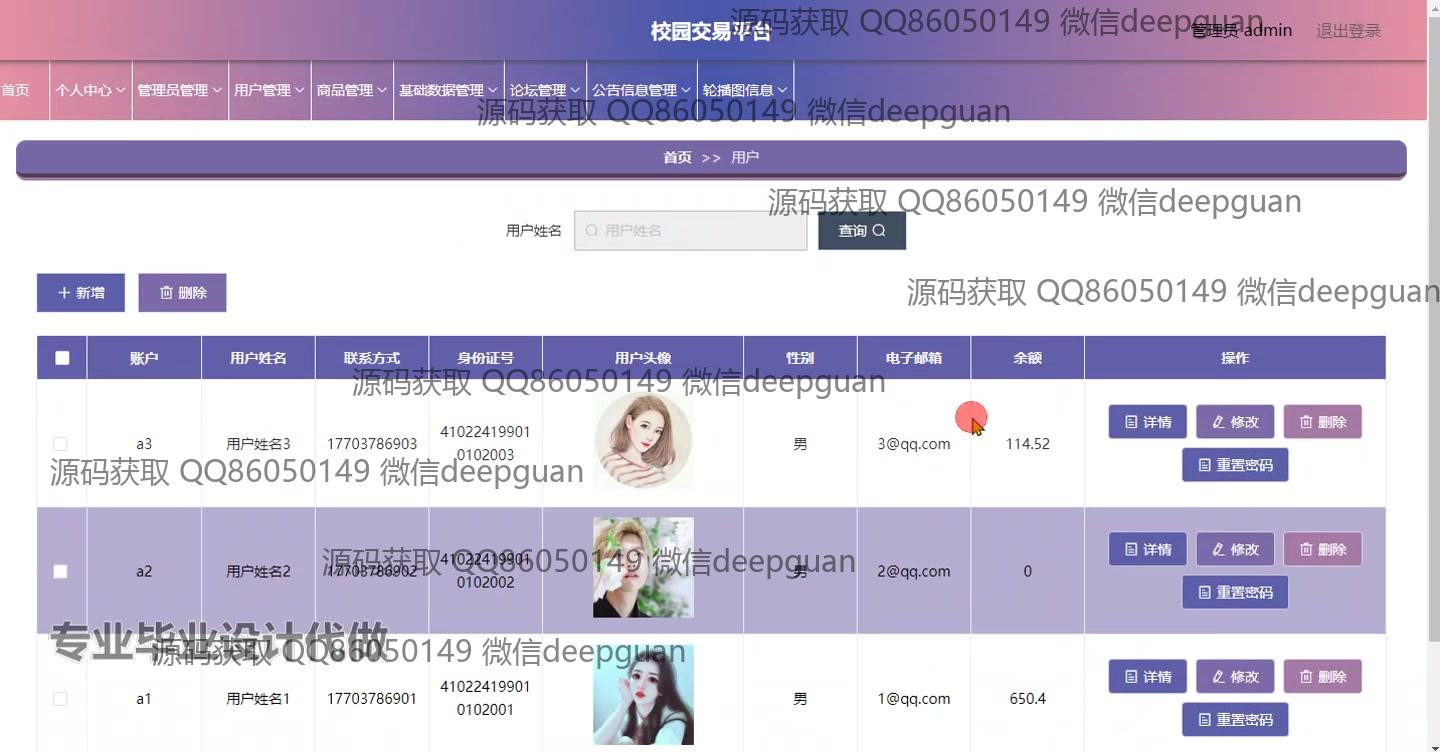 校园交易平台
源码获取 QQ86050149 微信deepguan
管理员 admin
退出登录
首页 个人中心 管理员管理 用户管理 商品管理 基础数据管理 论坛管理 公告信息管理 轮播图信息
源码获取 QQ86050149 微信deepguan
首页 >> 用户
源码获取 QQ86050149 微信deepguan
用户姓名 用户姓名 查询
新增 删除
源码获取 QQ86050149 微信deepguan
账户 用户姓名 联系方式 身份证号 用户头像 性别 电子邮箱 余额 操作
源码获取 QQ86050149 微信deepguan
a3 用户姓名3 17703786903 41022419901 男 3@qq.com 114.52 详情 修改 删除
0102003
重置密码
源码获取 QQ86050149 微信deepguan
a2 用户姓名2 17703786902 41022419901 男 2@qq.com 0 详情 修改 删除
0102002
重置密码
源码获取 QQ86050149 微信deepguan
专业毕业设计代做
源码获取 QQ86050149 微信deepguan
a1 用户姓名1 17703786901 41022419901 男 1@qq.com 650.4 详情 修改 删除
0102001
重置密码